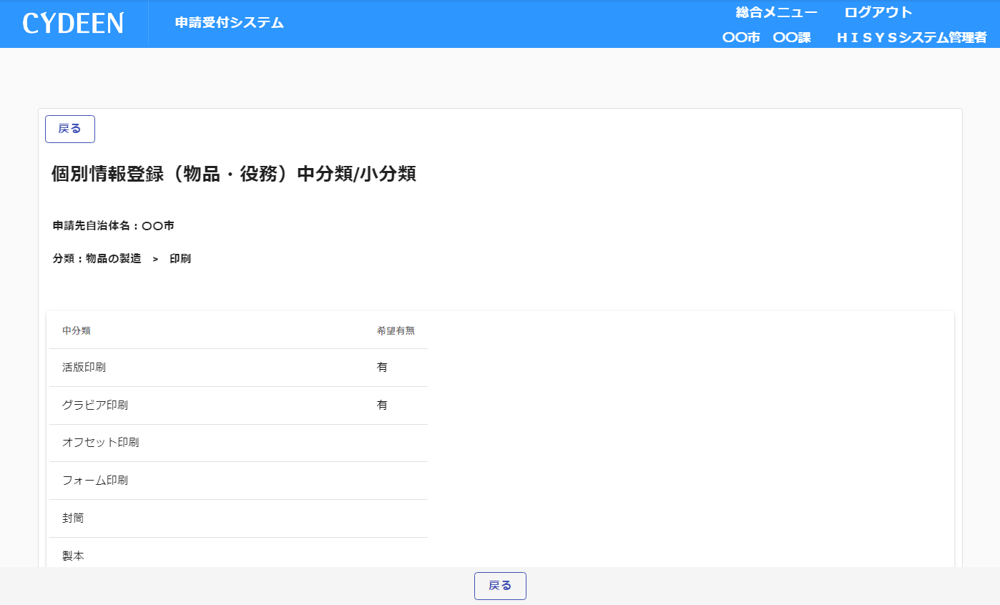 CYDEEN
申請受付システム
総合メニュー ログアウト
〇〇市 〇〇課 ＨＩＳＹＳシステム管理者
戻る
個別情報登録（物品・役務）中分類/小分類
申請先自治体名：〇〇市
分類：物品の製造 > 印刷
中分類 希望有無
活版印刷 有
グラビア印刷 有
オフセット印刷
フォーム印刷
封筒
製本
戻る